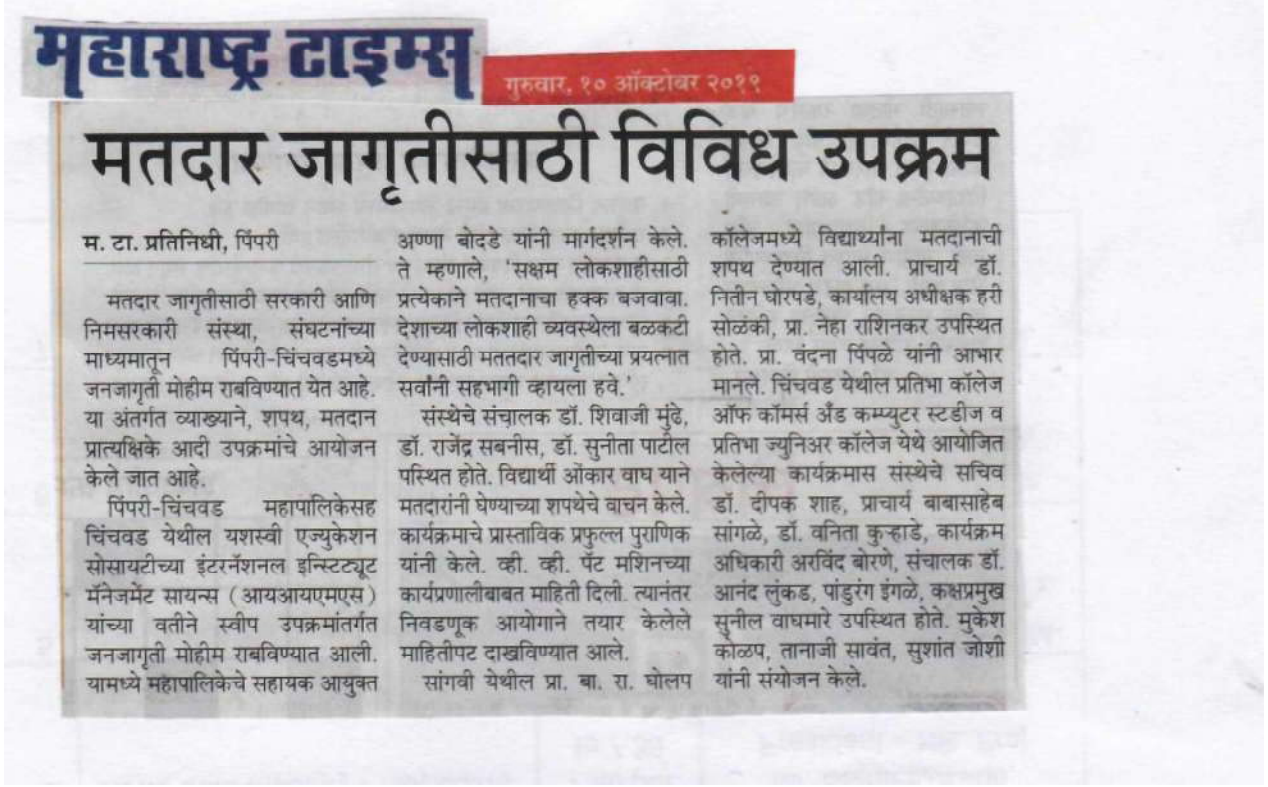 महाराष्ट्र टाइम्स
गुरुवार, १० ऑक्टोबर २०१९
मतदार जागृतीसाठी विविध उपक्रम
म. टा. प्रतिनिधी, पिंपरी
मतदार जागृतीसाठी सरकारी आणि
निमसरकारी संस्था, संघटनांच्या
माध्यमातून पिंपरी-चिंचवडमध्ये
जनजागृती मोहीम राबविण्यात येत आहे.
या अंतर्गत व्याख्याने, शपथ, मतदान
प्रात्यक्षिके आदी उपक्रमांचे आयोजन
केले जात आहे.
पिंपरी-चिंचवड महापालिकेसह
चिंचवड येथील यशस्वी एज्युकेशन
सोसायटीच्या इंटरनॅशनल इन्स्टिट्यूट
मॅनेजमेंट सायन्स (आयआयएमएस)
यांच्या वतीने स्वीप उपक्रमांतर्गत
जनजागृती मोहीम राबविण्यात आली.
यामध्ये महापालिकेचे सहायक आयुक्त
अण्णा बोदडे यांनी मार्गदर्शन केले.
ते म्हणाले, 'सक्षम लोकशाहीसाठी
प्रत्येकाने मतदानाचा हक्क बजवावा.
देशाच्या लोकशाही व्यवस्थेला बळकटी
देण्यासाठी मततदार जागृतीच्या प्रयत्नात
सर्वांनी सहभागी व्हायला हवे.'
संस्थेचे संचालक डॉ. शिवाजी मुंढे,
डॉ. राजेंद्र सबनीस, डॉ. सुनीता पाटील
पस्थित होते. विद्यार्थी ओंकार वाघ याने
मतदारांनी घेण्याच्या शपथेचे वाचन केले.
कार्यक्रमाचे प्रास्ताविक प्रफुल्ल पुराणिक
यांनी केले. व्ही. व्ही. पॅट मशिनच्या
कार्यप्रणालीबाबत माहिती दिली. त्यानंतर
निवडणूक आयोगाने तयार केलेले
माहितीपट दाखविण्यात आले.
सांगवी येथील प्रा. बा. रा. घोलप
कॉलेजमध्ये विद्यार्थ्यांना मतदानाची
शपथ देण्यात आली. प्राचार्य डॉ.
नितीन घोरपडे, कार्यालय अधीक्षक हरी
सोळंकी, प्रा. नेहा राशिनकर उपस्थित
होते. प्रा. वंदना पिंपळे यांनी आभार
मानले. चिंचवड येथील प्रतिभा कॉलेज
ऑफ कॉमर्स अँड कम्प्युटर स्टडीज व
प्रतिभा ज्युनिअर कॉलेज येथे आयोजित
केलेल्या कार्यक्रमास संस्थेचे सचिव
डॉ. दीपक शाह, प्राचार्य बाबासाहेब
सांगळे, डॉ. वनिता कुऱ्हाडे, कार्यक्रम
अधिकारी अरविंद बोरणे, संचालक डॉ.
आनंद लुंकड, पांडुरंग इंगळे, कक्षप्रमुख
सुनील वाघमारे उपस्थित होते. मुकेश
कोळप, तानाजी सावंत, सुशांत जोशी
यांनी संयोजन केले.